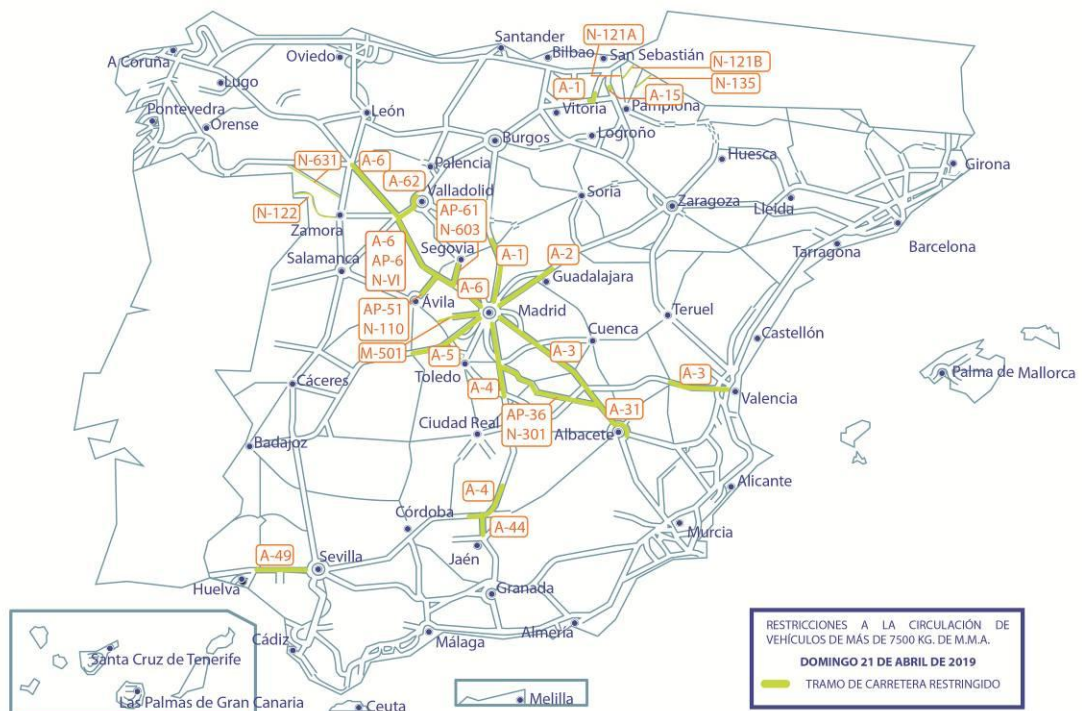 N-121A
Santander
Bilbao
San Sebastián
A Coruña
Oviedo
N-121B
Lugo
A-1
N-135
A-15
Pontevedra
León
Vitoria
Pamplona
Orense
Burgos
Logroño
Huesca
Girona
N-631
A-6
Palencia
A-62
Valladolid
Soria
Zaragoza
Lleida
N-122
Zamora
AP-61
N-603
Barcelona
Tarragona
A-6
AP-6
N-VI
Segovia
A-1
A-2
Salamanca
A-6
Guadalajara
Ávila
AP-51
N-110
Madrid
Teruel
Castellón
M-501
Cuenca
A-5
A-3
Toledo
A-3
Palma de Mallorca
Cáceres
A-4
Valencia
AP-36
N-301
A-31
Ciudad Real
Albacete
Badajoz
A-4
Alicante
Córdoba
A-44
Murcia
Jaén
A-49
Sevilla
Huelva
Granada
Cádiz
Málaga
Almería
Santa Cruz de Tenerife
Las Palmas de Gran Canaria
Ceuta
Melilla
RESTRICCIONES A LA CIRCULACIÓN DE
VEHÍCULOS DE MÁS DE 7500 KG. DE M.M.A.
DOMINGO 21 DE ABRIL DE 2019
TRAMO DE CARRETERA RESTRINGIDO